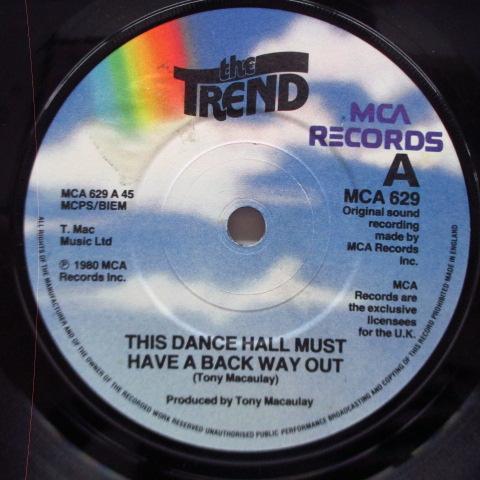 the
TREND
MCA
RECORDS
A
MCA 629 A 45
MCPS/BIEM
T. Mac
Music Ltd
℗ 1980 MCA
Records Inc.
MCA 629
Original sound
recording
made by
MCA Records
Inc.
MCA
Records are
the exclusive
licensees
for the U.K.
THIS DANCE HALL MUST
HAVE A BACK WAY OUT
(Tony Macaulay)
Produced by Tony Macaulay
ALL RIGHTS OF THE MANUFACTURER AND OF THE OWNER OF THE RECORDED WORK RESERVED UNAUTHORISED PUBLIC PERFORMANCE BROADCASTING AND COPYING OF THIS RECORD PROHIBITED MADE IN ENGLAND